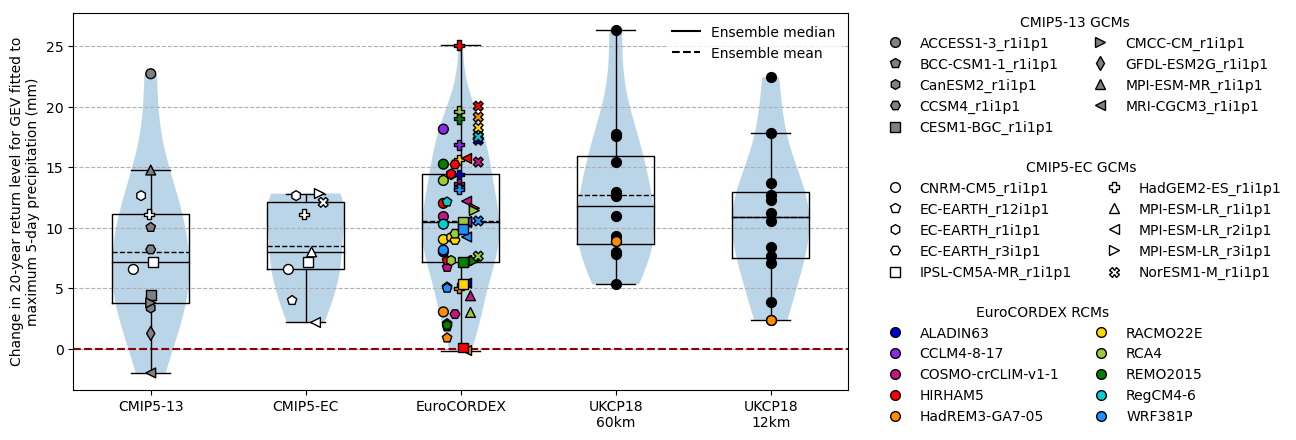 Change in 20-year return level for GEV fitted to
maximum 5-day precipitation (mm)
25
20
15
10
5
0
CMIP5-13
CMIP5-EC
EuroCORDEX
UKCP18
60km
UKCP18
12km
Ensemble median
Ensemble mean
CMIP5-13 GCMs
ACCESS1-3_r1i1p1
BCC-CSM1-1_r1i1p1
CanESM2_r1i1p1
CCSM4_r1i1p1
CESM1-BGC_r1i1p1
CMCC-CM_r1i1p1
GFDL-ESM2G_r1i1p1
MPI-ESM-MR_r1i1p1
MRI-CGCM3_r1i1p1
CMIP5-EC GCMs
CNRM-CM5_r1i1p1
EC-EARTH_r12i1p1
EC-EARTH_r1i1p1
EC-EARTH_r3i1p1
IPSL-CM5A-MR_r1i1p1
HadGEM2-ES_r1i1p1
MPI-ESM-LR_r1i1p1
MPI-ESM-LR_r2i1p1
MPI-ESM-LR_r3i1p1
NorESM1-M_r1i1p1
EuroCORDEX RCMs
ALADIN63
CCLM4-8-17
COSMO-crCLIM-v1-1
HIRHAM5
HadREM3-GA7-05
RACMO22E
RCA4
REMO2015
RegCM4-6
WRF381P